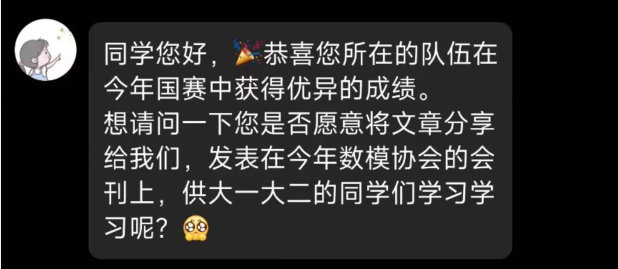 同学您好，🎉恭喜您所在的队伍在
今年国赛中获得优异的成绩。
想请问一下您是否愿意将文章分享
给我们，发表在今年数模协会的会
刊上，供大一大二的同学们学习学
习呢？🥺